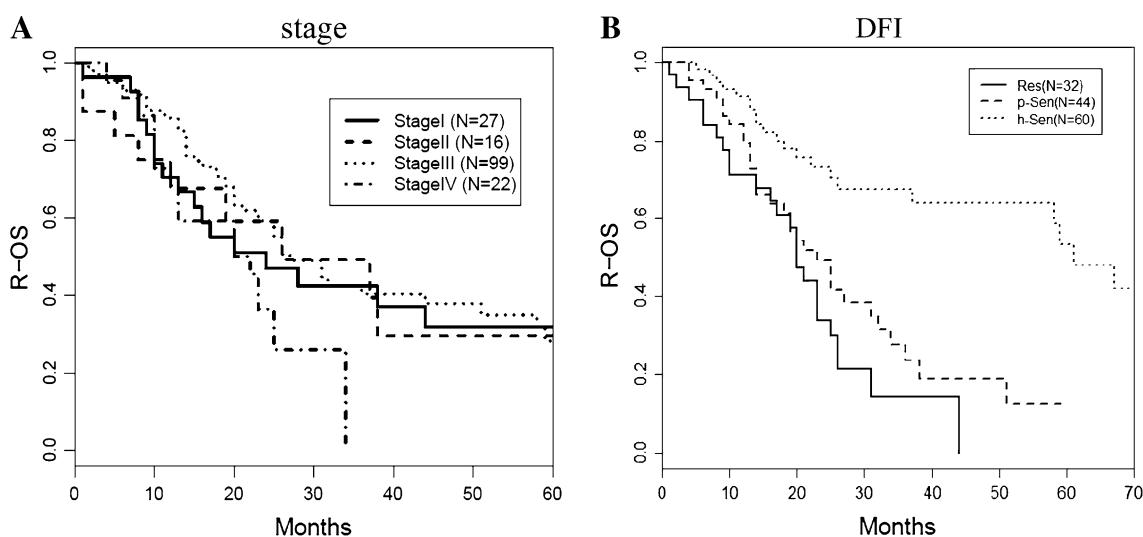 A
stage
R-OS
1.0
0.8
0.6
0.4
0.2
0.0
StageI (N=27)
StageII (N=16)
StageIII (N=99)
StageIV (N=22)
0 10 20 30 40 50 60
Months
B
DFI
R-OS
1.0
0.8
0.6
0.4
0.2
0.0
Res(N=32)
p-Sen(N=44)
h-Sen(N=60)
0 10 20 30 40 50 60 70
Months